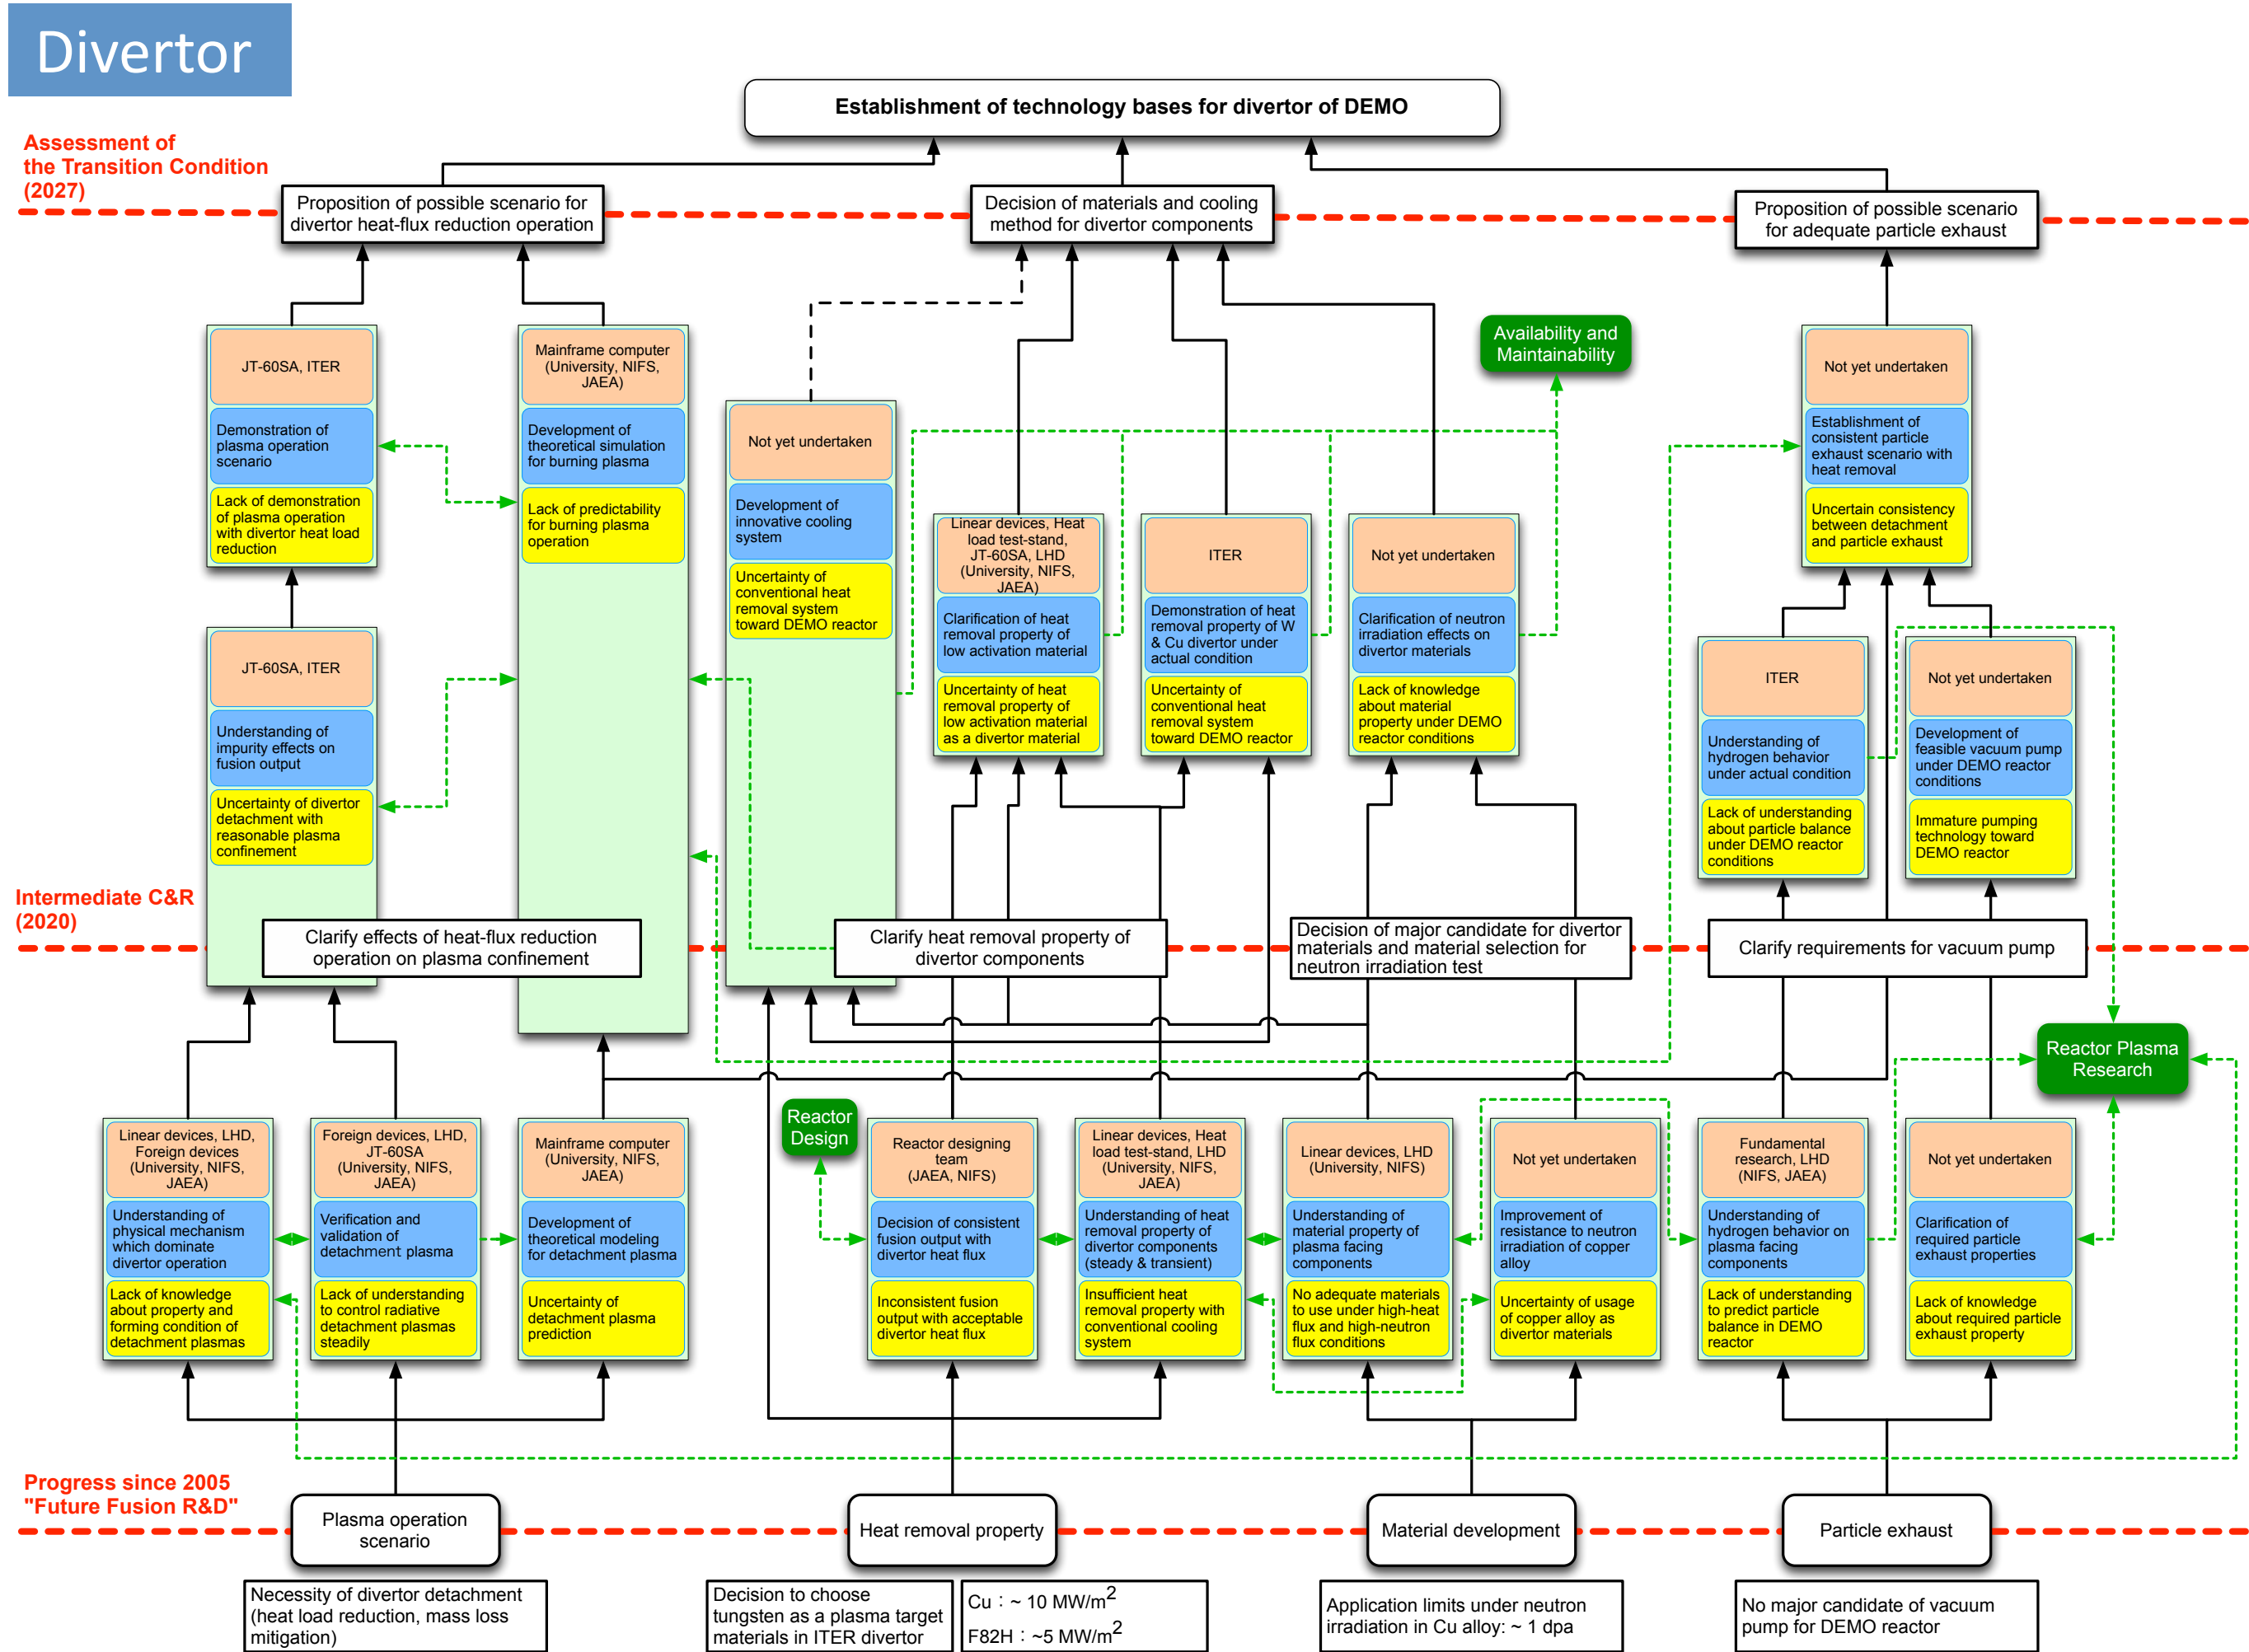 Divertor
Establishment of technology bases for divertor of DEMO
Assessment of
the Transition Condition
(2027)
Proposition of possible scenario for
divertor heat-flux reduction operation
Decision of materials and cooling
method for divertor components
Proposition of possible scenario
for adequate particle exhaust
JT-60SA, ITER
Demonstration of
plasma operation
scenario
Lack of demonstration
of plasma operation
with divertor heat load
reduction
Mainframe computer
(University, NIFS,
JAEA)
Development of
theoretical simulation
for burning plasma
Lack of predictability
for burning plasma
operation
Not yet undertaken
Development of
innovative cooling
system
Uncertainty of
conventional heat
removal system
toward DEMO reactor
Linear devices, Heat
load test-stand,
JT-60SA, LHD
(University, NIFS,
JAEA)
Clarification of heat
removal property of
low activation material
Uncertainty of heat
removal property of
low activation material
as a divertor material
ITER
Demonstration of heat
removal property of W
& Cu divertor under
actual condition
Uncertainty of
conventional heat
removal system
toward DEMO reactor
Not yet undertaken
Clarification of neutron
irradiation effects on
divertor materials
Lack of knowledge
about material
property under DEMO
reactor conditions
Availability and
Maintainability
Not yet undertaken
Establishment of
consistent particle
exhaust scenario with
heat removal
Uncertain consistency
between detachment
and particle exhaust
JT-60SA, ITER
Understanding of
impurity effects on
fusion output
Uncertainty of divertor
detachment with
reasonable plasma
confinement
ITER
Understanding of
hydrogen behavior
under actual condition
Lack of understanding
about particle balance
under DEMO reactor
conditions
Not yet undertaken
Development of
feasible vacuum pump
under DEMO reactor
conditions
Immature pumping
technology toward
DEMO reactor
Intermediate C&R
(2020)
Clarify effects of heat-flux reduction
operation on plasma confinement
Clarify heat removal property of
divertor components
Decision of major candidate for divertor
materials and material selection for
neutron irradiation test
Clarify requirements for vacuum pump
Reactor Plasma
Research
Reactor
Design
Linear devices, LHD,
Foreign devices
(University, NIFS,
JAEA)
Understanding of
physical mechanism
which dominate
divertor operation
Lack of knowledge
about property and
forming condition of
detachment plasmas
Foreign devices, LHD,
JT-60SA
(University, NIFS,
JAEA)
Verification and
validation of
detachment plasma
Lack of understanding
to control radiative
detachment plasmas
steadily
Mainframe computer
(University, NIFS,
JAEA)
Development of
theoretical modeling
for detachment plasma
Uncertainty of
detachment plasma
prediction
Reactor designing
team
(JAEA, NIFS)
Decision of consistent
fusion output with
divertor heat flux
Inconsistent fusion
output with acceptable
divertor heat flux
Linear devices, Heat
load test-stand, LHD
(University, NIFS,
JAEA)
Understanding of heat
removal property of
divertor components
(steady & transient)
Insufficient heat
removal property with
conventional cooling
system
Linear devices, LHD
(University, NIFS)
Understanding of
material property of
plasma facing
components
No adequate materials
to use under high-heat
flux and high-neutron
flux conditions
Not yet undertaken
Improvement of
resistance to neutron
irradiation of copper
alloy
Uncertainty of usage
of copper alloy as
divertor materials
Fundamental
research, LHD
(NIFS, JAEA)
Understanding of
hydrogen behavior on
plasma facing
components
Lack of understanding
to predict particle
balance in DEMO
reactor
Not yet undertaken
Clarification of
required particle
exhaust properties
Lack of knowledge
about required particle
exhaust property
Progress since 2005
"Future Fusion R&D"
Plasma operation
scenario
Heat removal property
Material development
Particle exhaust
Necessity of divertor detachment
(heat load reduction, mass loss
mitigation)
Decision to choose
tungsten as a plasma target
materials in ITER divertor
Cu：~ 10 MW/m2
F82H：~5 MW/m2
Application limits under neutron
irradiation in Cu alloy: ~ 1 dpa
No major candidate of vacuum
pump for DEMO reactor